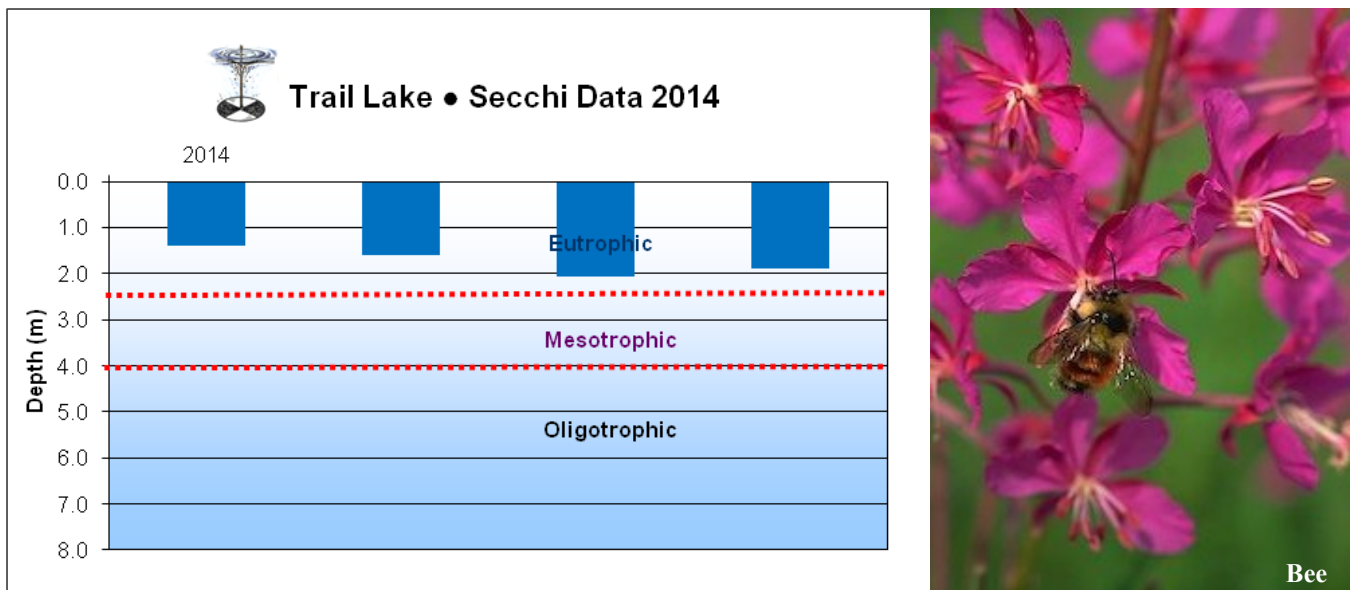 Trail Lake ● Secchi Data 2014
2014
Depth (m)
0.0
1.0
2.0
3.0
4.0
5.0
6.0
7.0
8.0
Eutrophic
Mesotrophic
Oligotrophic
Bee